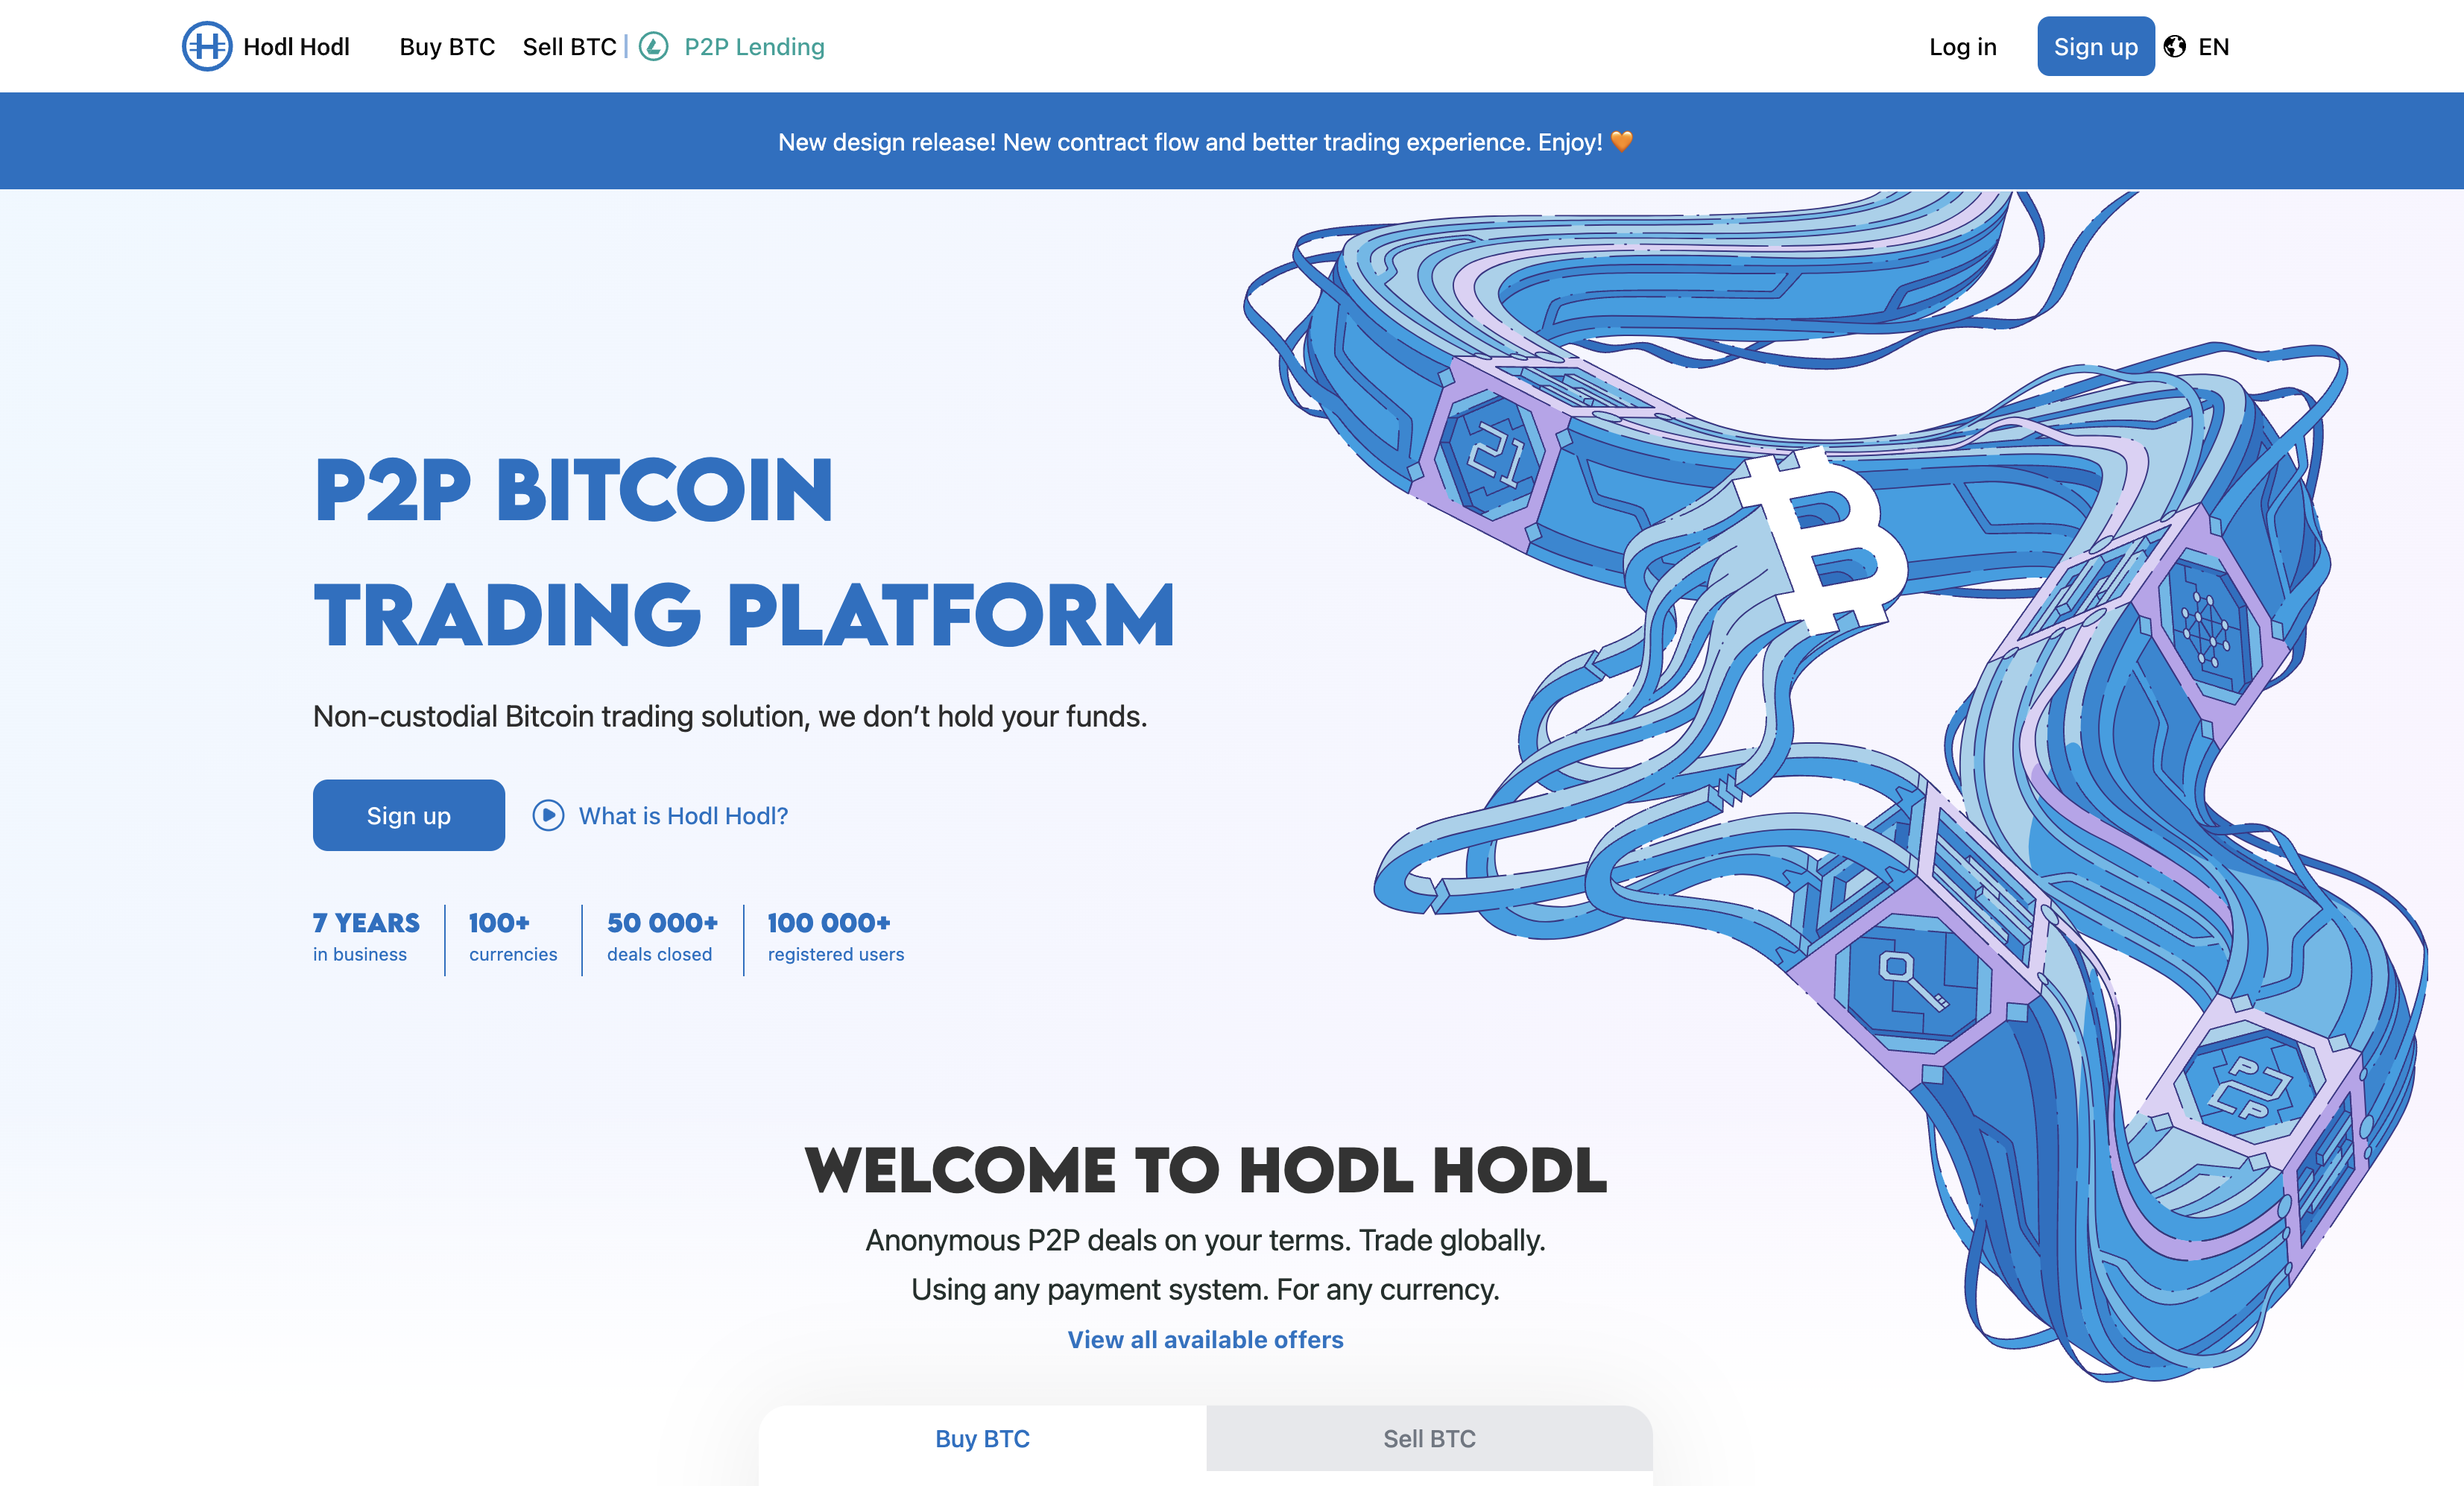 Hodl Hodl
Buy BTC
Sell BTC
P2P Lending
Log in
Sign up
EN
New design release! New contract flow and better trading experience. Enjoy! 🧡
P2P BITCOIN
TRADING PLATFORM
Non-custodial Bitcoin trading solution, we don’t hold your funds.
Sign up
What is Hodl Hodl?
7 YEARS
in business
100+
currencies
50 000+
deals closed
100 000+
registered users
21
P2P
WELCOME TO HODL HODL
Anonymous P2P deals on your terms. Trade globally.
Using any payment system. For any currency.
View all available offers
Buy BTC
Sell BTC